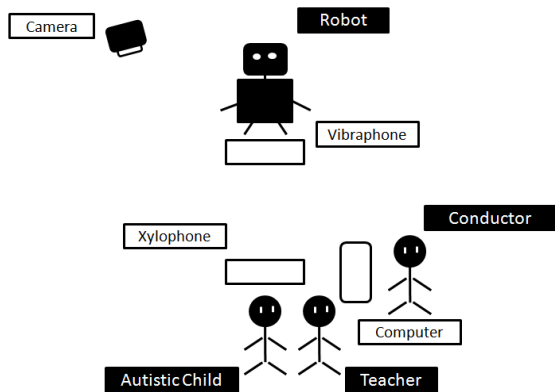 Camera
Robot
Vibraphone
Conductor
Xylophone
Computer
Autistic Child
Teacher